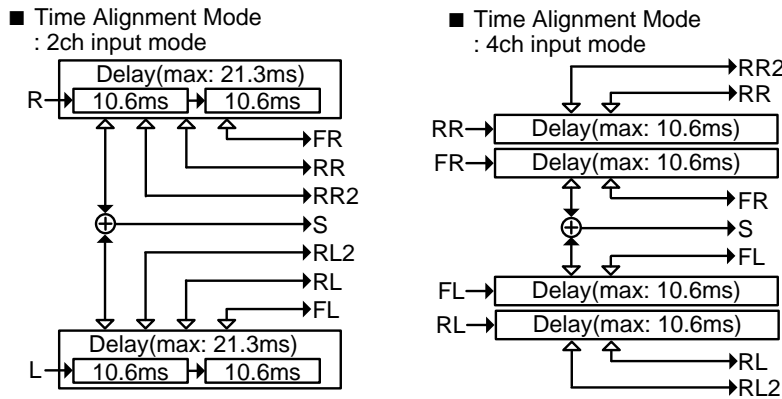 ■ Time Alignment Mode
: 2ch input mode
Delay(max: 21.3ms)
R
10.6ms
10.6ms
FR
RR
RR2
S
RL2
RL
FL
Delay(max: 21.3ms)
L
10.6ms
10.6ms
■ Time Alignment Mode
: 4ch input mode
RR2
RR
RR
Delay(max: 10.6ms)
FR
Delay(max: 10.6ms)
FR
S
FL
FL
Delay(max: 10.6ms)
RL
Delay(max: 10.6ms)
RL
RL2